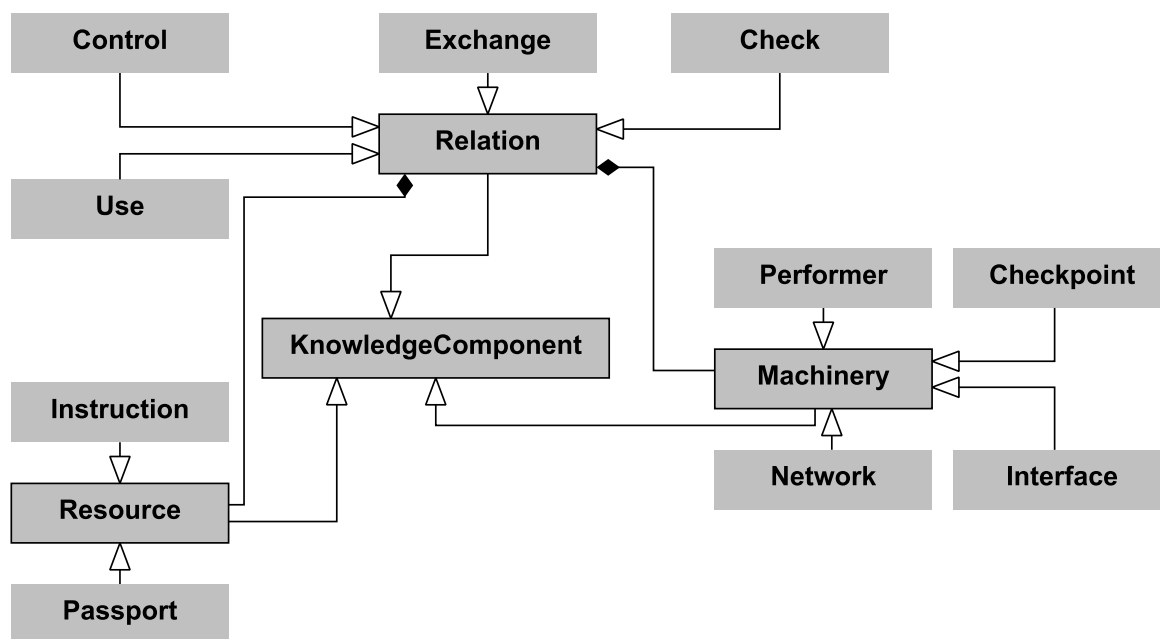 Control
Exchange
Check
Relation
Use
Performer
Checkpoint
KnowledgeComponent
Machinery
Instruction
Network
Interface
Resource
Passport